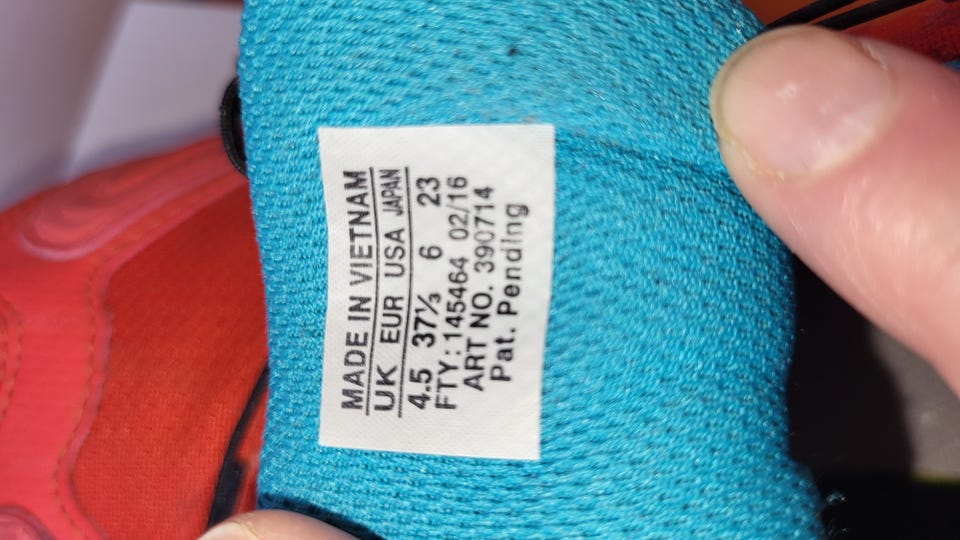 MADE IN VIETNAM
UK EUR USA JAPAN
4.5 37⅓ 6 23
FTY: 145464 02/16
ART NO. 390714
Pat. Pending